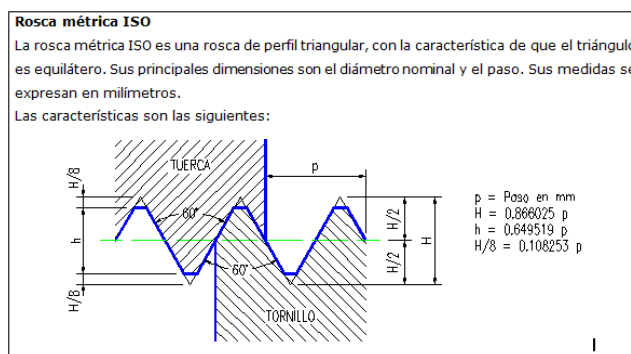 Rosca métrica ISO
La rosca métrica ISO es una rosca de perfil triangular, con la característica de que el triángulo
es equilátero. Sus principales dimensiones son el diámetro nominal y el paso. Sus medidas se
expresan en milímetros.
Las características son las siguientes:
H/8
TUERCA
p
60°
h
H/2
H
60°
H/2
H/8
TORNILLO
p = Paso en mm
H = 0.866025 p
h = 0.649519 p
H/8 = 0.108253 p